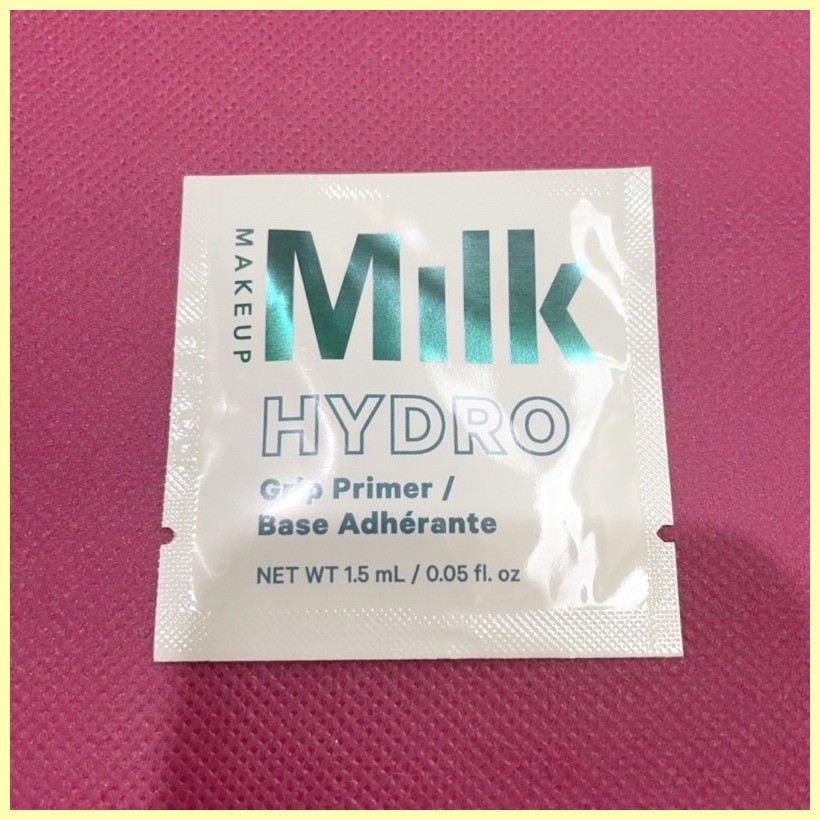 MAKEUP
Milk
HYDRO
Grip Primer /
Base Adhérante
NET WT 1.5 mL / 0.05 fl. oz